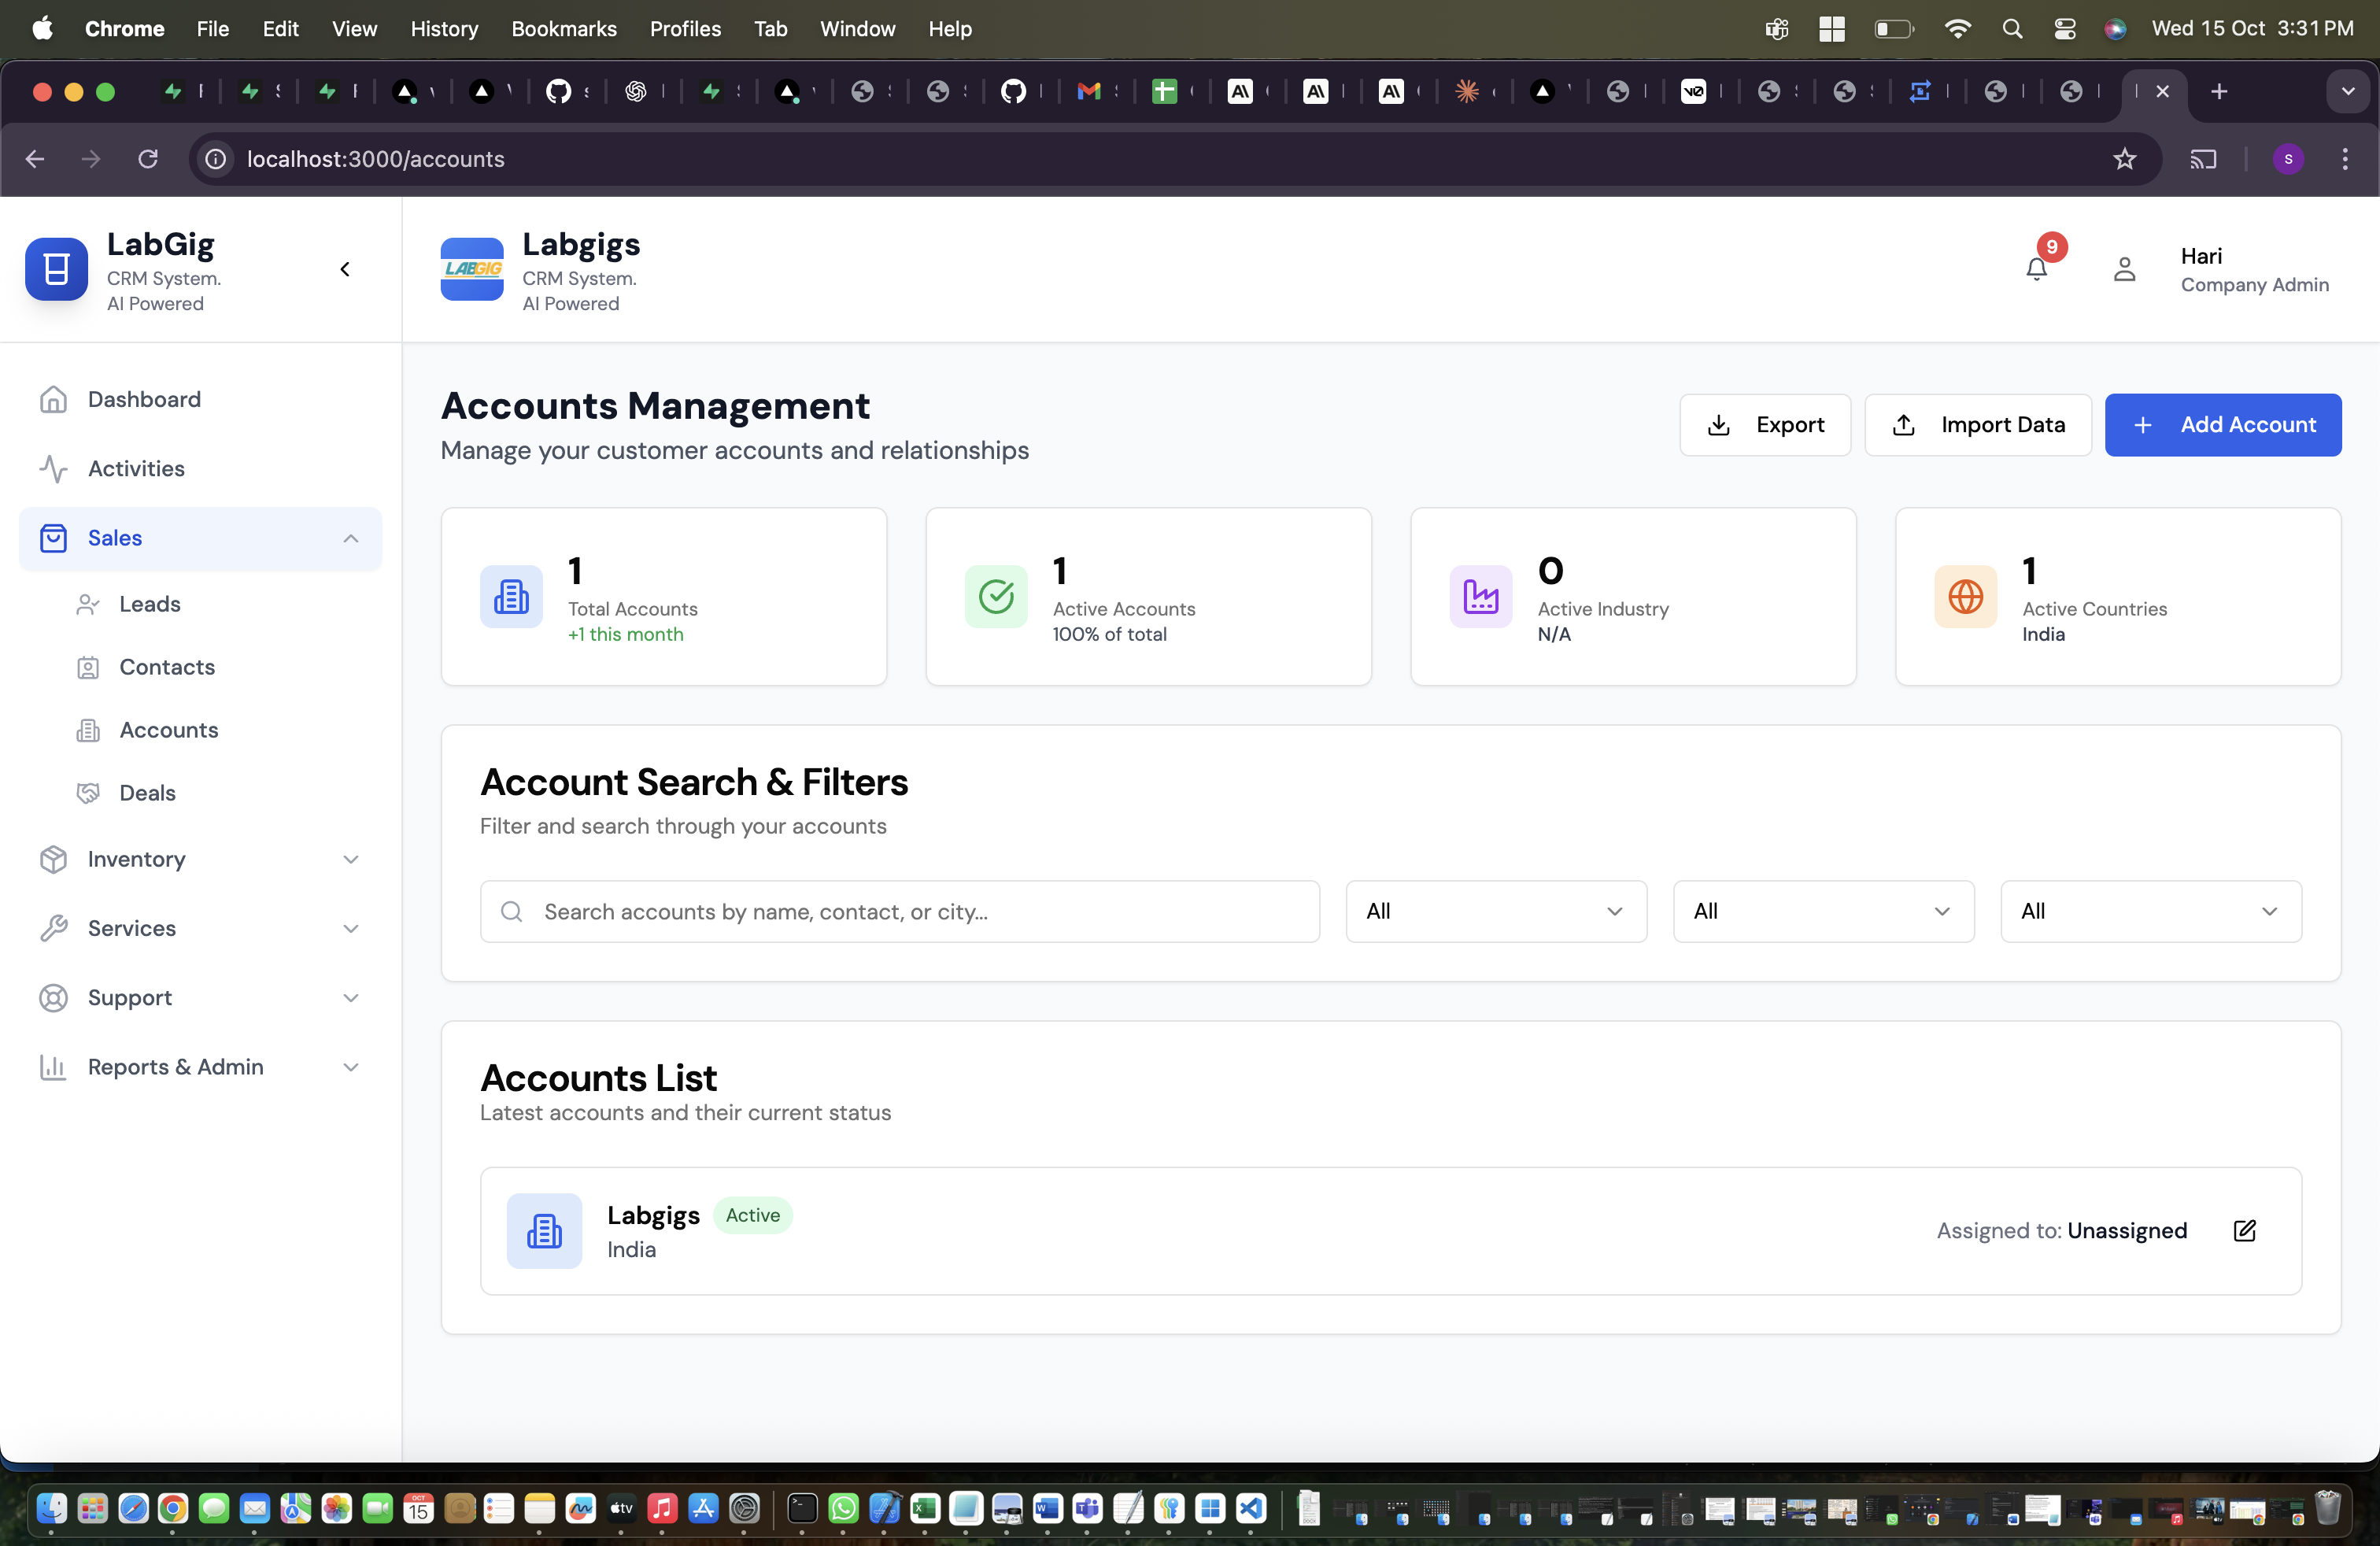 Chrome File Edit View History Bookmarks Profiles Tab Window Help
Wed 15 Oct 3:31 PM
localhost:3000/accounts
S
LabGig
CRM System.
AI Powered
LABGIG
Labgigs
CRM System.
AI Powered
9
Hari
Company Admin
Dashboard
Activities
Sales
Leads
Contacts
Accounts
Deals
Inventory
Services
Support
Reports & Admin
Accounts Management
Manage your customer accounts and relationships
Export
Import Data
Add Account
1
Total Accounts
+1 this month
1
Active Accounts
100% of total
0
Active Industry
N/A
1
Active Countries
India
Account Search & Filters
Filter and search through your accounts
Search accounts by name, contact, or city...
All
All
All
Accounts List
Latest accounts and their current status
Labgigs
Active
India
Assigned to: Unassigned
OCT
15
tv